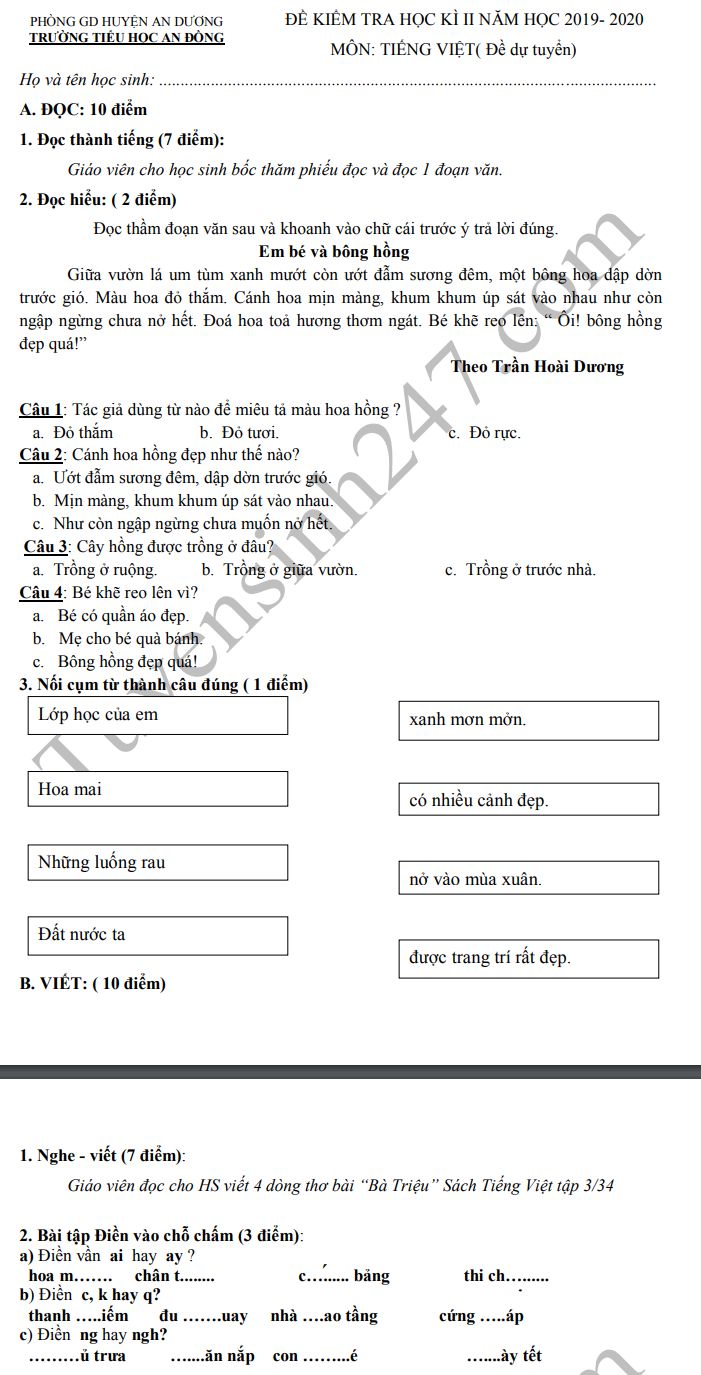 PHÒNG GD HUYỆN AN DƯƠNG
TRƯỜNG TIỂU HỌC AN ĐỒNG
ĐỀ KIỂM TRA HỌC KÌ II NĂM HỌC 2019- 2020
MÔN: TIẾNG VIỆT( Đề dự tuyển)
Họ và tên học sinh: ........................................................................................................
A. ĐỌC: 10 điểm
1. Đọc thành tiếng (7 điểm):
Giáo viên cho học sinh bốc thăm phiếu đọc và đọc 1 đoạn văn.
2. Đọc hiểu: ( 2 điểm)
Đọc thầm đoạn văn sau và khoanh vào chữ cái trước ý trả lời đúng.
Em bé và bông hồng
Giữa vườn lá um tùm xanh mướt còn ướt đẫm sương đêm, một bông hoa dập dờn
trước gió. Màu hoa đỏ thắm. Cánh hoa mịn màng, khum khum úp sát vào nhau như còn
ngập ngừng chưa nở hết. Đoá hoa toả hương thơm ngát. Bé khẽ reo lên: “ Ôi! bông hồng
đẹp quá!”
Theo Trần Hoài Dương
Câu 1: Tác giả dùng từ nào để miêu tả màu hoa hồng ?
a. Đỏ thắm b. Đỏ tươi. c. Đỏ rực.
Câu 2: Cánh hoa hồng đẹp như thế nào?
a. Ướt đẫm sương đêm, dập dờn trước gió.
b. Mịn màng, khum khum úp sát vào nhau.
c. Như còn ngập ngừng chưa muốn nở hết.
Câu 3: Cây hồng được trồng ở đâu?
a. Trồng ở ruộng. b. Trồng ở giữa vườn. c. Trồng ở trước nhà.
Câu 4: Bé khẽ reo lên vì?
a. Bé có quần áo đẹp.
b. Mẹ cho bé quà bánh.
c. Bông hồng đẹp quá!
3. Nối cụm từ thành câu đúng ( 1 điểm)
Lớp học của em
xanh mơn mởn.
Hoa mai
có nhiều cảnh đẹp.
Những luống rau
nở vào mùa xuân.
Đất nước ta
được trang trí rất đẹp.
B. VIẾT: ( 10 điểm)
1. Nghe - viết (7 điểm):
Giáo viên đọc cho HS viết 4 dòng thơ bài “Bà Triệu” Sách Tiếng Việt tập 3/34
2. Bài tập Điền vào chỗ chấm (3 điểm):
a) Điền vần ai hay ay ?
hoa m……. chân t........ c…́...... bảng thi chạ….......
b) Điền c, k hay q?
thanh …..iếm đu …….uay nhà ….ao tầng cứng …..áp
c) Điền ng hay ngh?
………ủ trưa …....ăn nắp con ……...é …....ày tết
Tuyensinh247.com